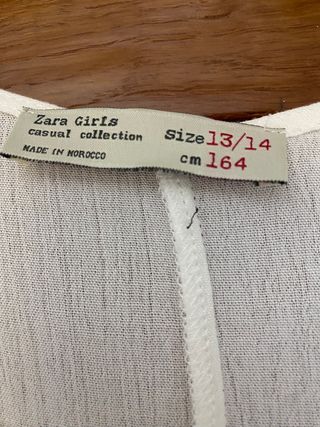 Zara Girls
casual collection
MADE IN MOROCCO
Size 13/14
cm 164